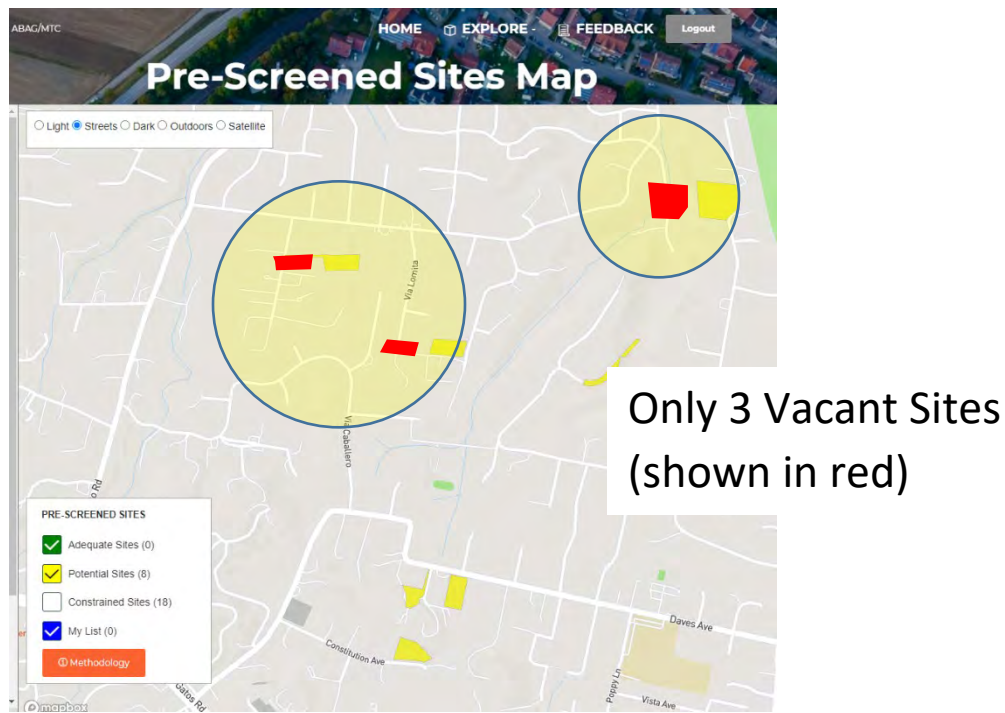 ABAG/MTC
HOME EXPLORE - FEEDBACK Logout
Pre-Screened Sites Map
Light Streets Dark Outdoors Satellite
Via Lomita
Via Caballero
Only 3 Vacant Sites
(shown in red)
Rd
PRE-SCREENED SITES
Adequate Sites (0)
Potential Sites (8)
Constrained Sites (18)
My List (0)
Methodology
Daves Ave
Constitution Ave
Poppy Ln
Vista Ave
Rd
mapbox